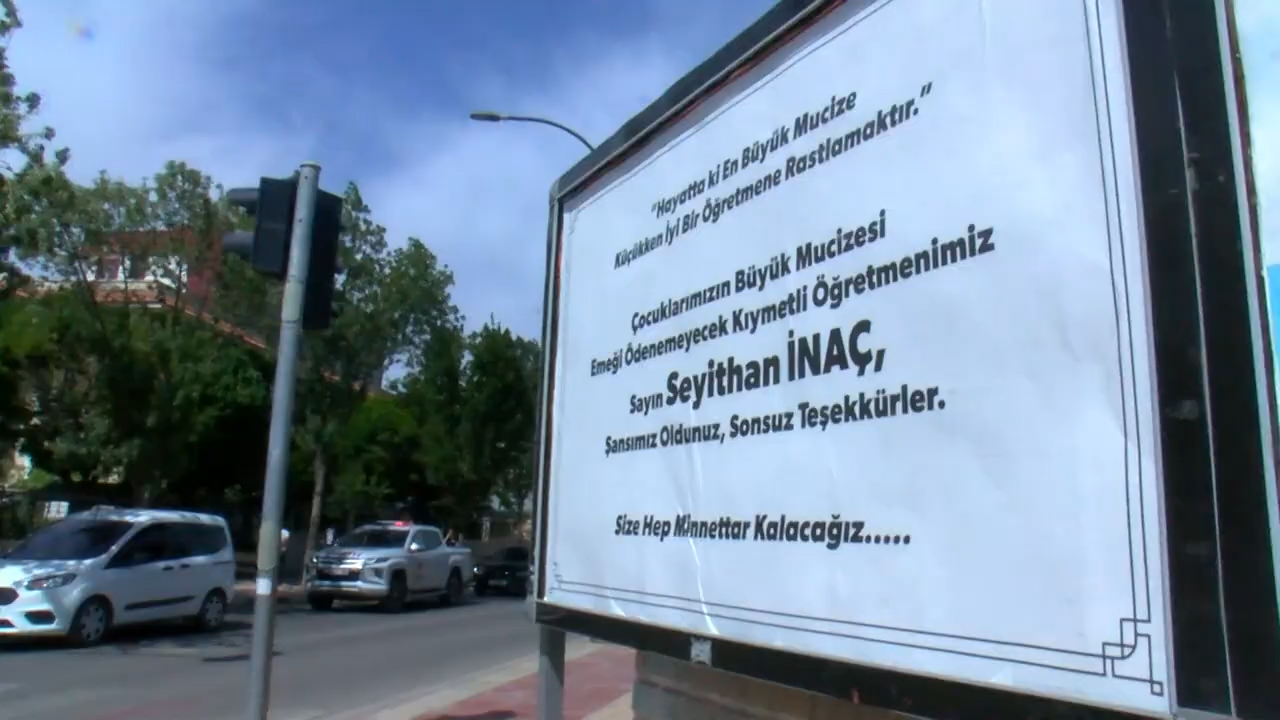 "Hayatta ki En Büyük Mucize
Küçükken İyi Bir Öğretmene Rastlamaktır."
Çocuklarımızın Büyük Mucizesi
Emeği Ödenemeyecek Kıymetli Öğretmenimiz
Sayın Seyithan İNAÇ,
Şansımız Oldunuz, Sonsuz Teşekkürler.
Size Hep Minnettar Kalacağız.....